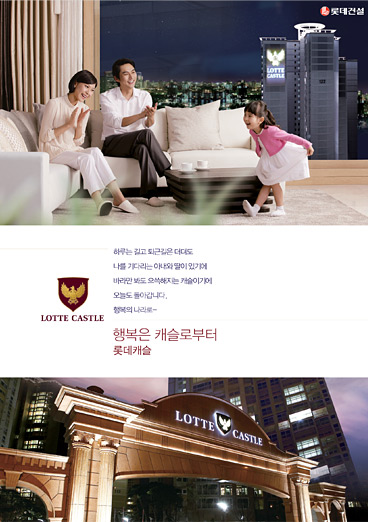 롯데건설
LOTTE
CASTLE
하루는 길고 퇴근길은 더뎌도
나를 기다리는 아내와 딸이 있기에
바라만 봐도 으쓱해지는 캐슬이기에
오늘도 돌아갑니다.
행복의 나라로~
LOTTE CASTLE
행복은 캐슬로부터
롯데캐슬
LOTTE CASTLE